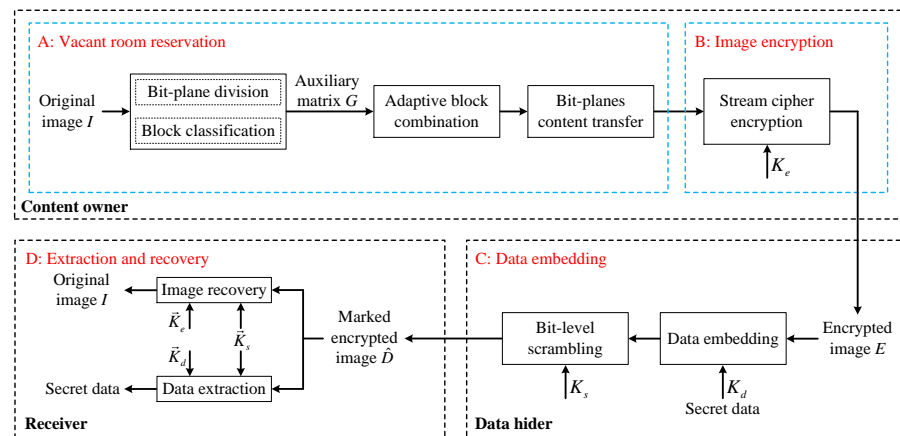 A: Vacant room reservation
B: Image encryption
Original
image I
Bit-plane division
Block classification
Auxiliary
matrix G
Adaptive block
combination
Bit-planes
content transfer
Stream cipher
encryption
K_e
Content owner
D: Extraction and recovery
C: Data embedding
Original
image I
Image recovery
K⃗_e
K⃗_s
K⃗_d
Secret data
Data extraction
Marked
encrypted
image D̂
Bit-level
scrambling
K_s
Data embedding
K_d
Secret data
Encrypted
image E
Receiver
Data hider